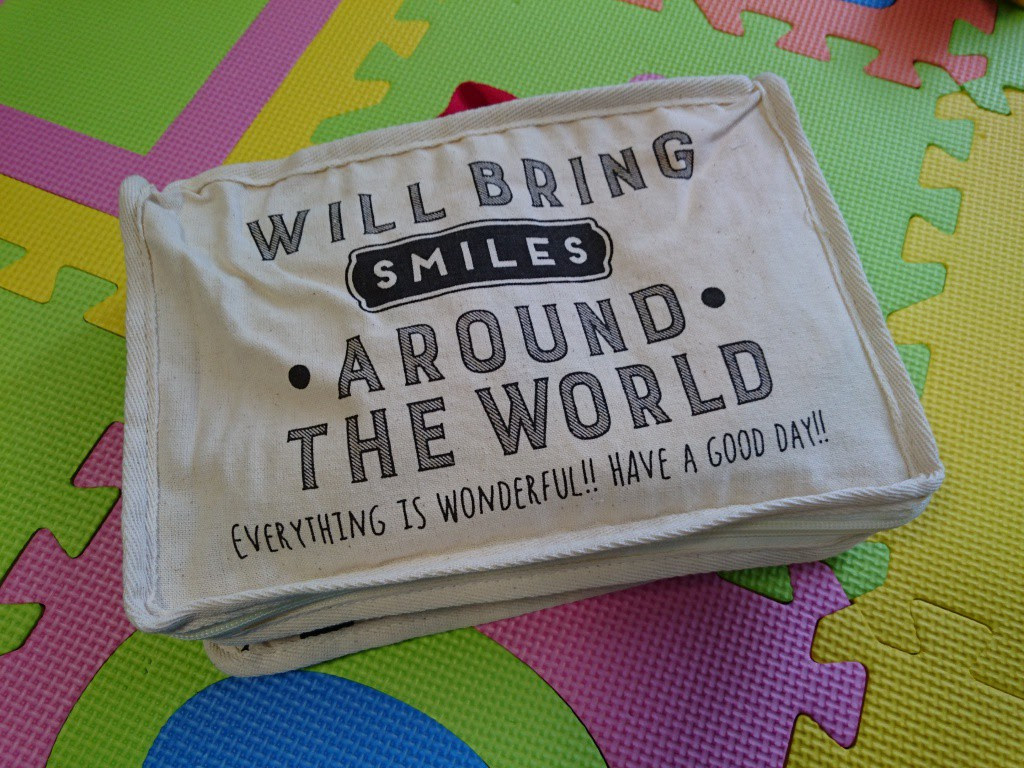 WILL BRING
SMILES
• AROUND •
THE WORLD
EVERYTHING IS WONDERFUL!! HAVE A GOOD DAY!!